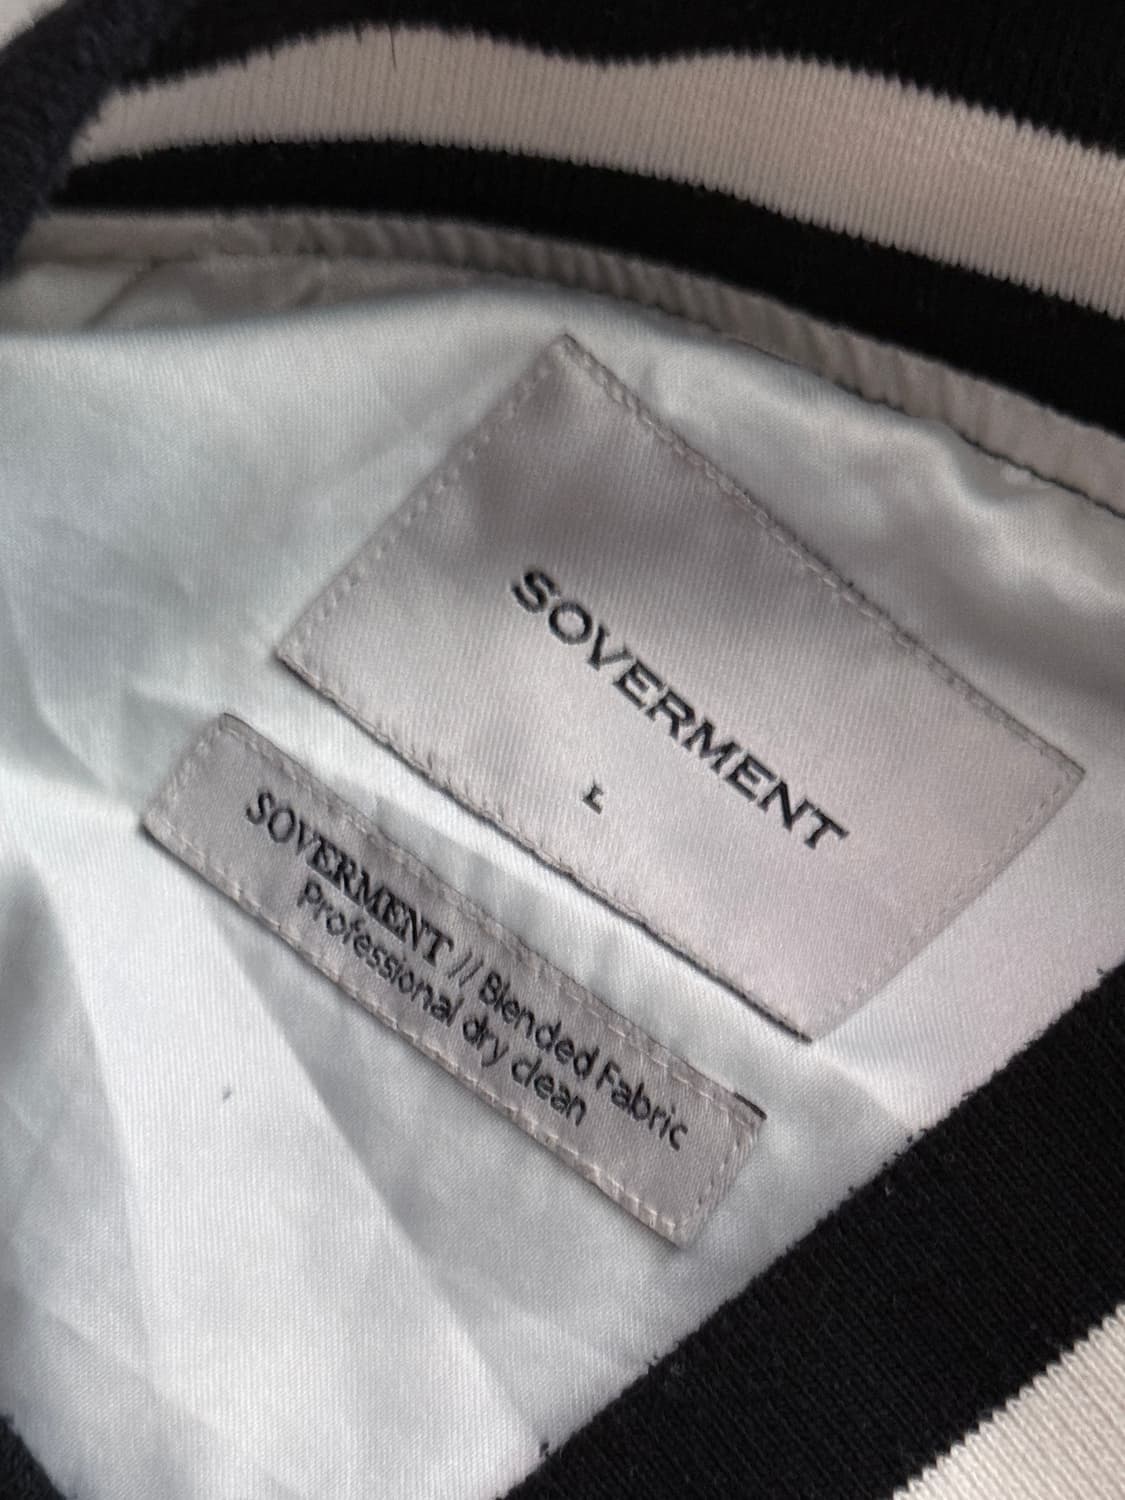 SOVERMENT
L
SOVERMENT // Blended Fabric
Professional dry clean